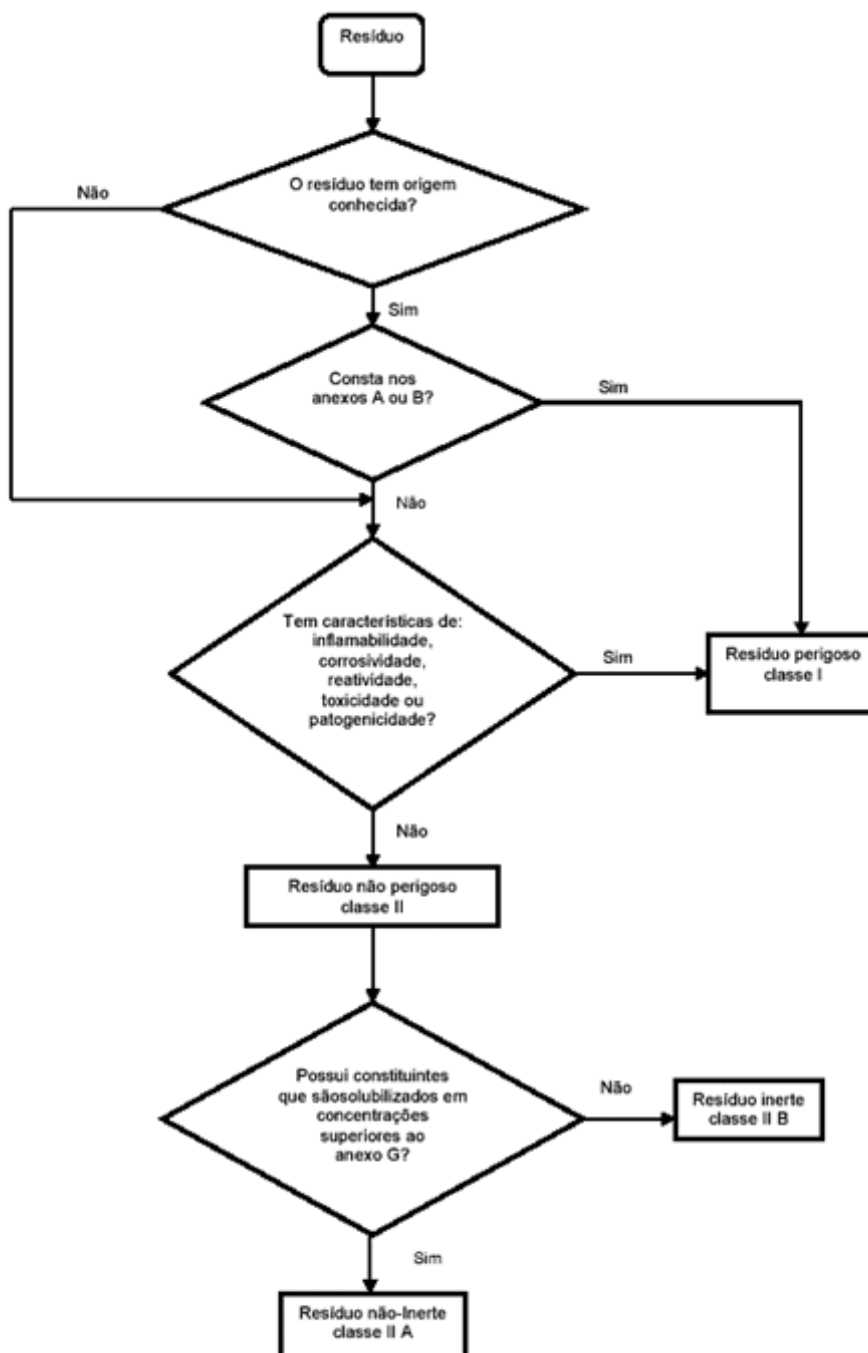 Resíduo
O resíduo tem origem
conhecida?
Não
Sim
Consta nos
anexos A ou B?
Sim
Não
Tem características de:
inflamabilidade,
corrosividade,
reatividade,
toxicidade ou
patogenicidade?
Sim
Resíduo perigoso
classe I
Não
Resíduo não perigoso
classe II
Possui constituintes
que sãosolubilizados em
concentrações
superiores ao
anexo G?
Não
Resíduo inerte
classe II B
Sim
Resíduo não-Inerte
classe II A